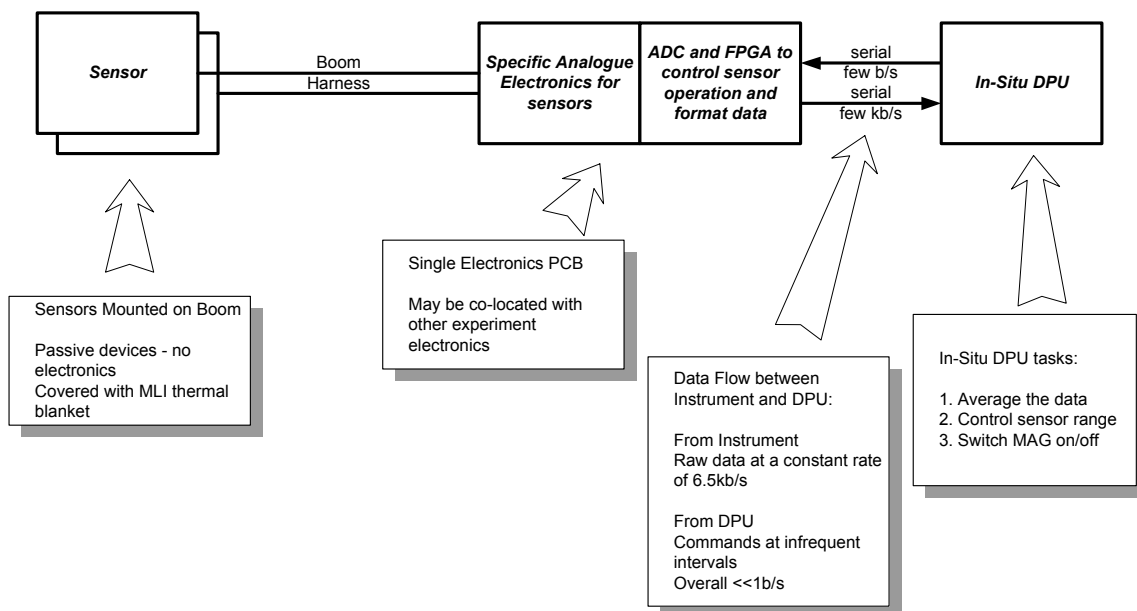 Sensor
Boom
Harness
Specific Analogue
Electronics for
sensors
ADC and FPGA to
control sensor
operation and
format data
serial
few b/s
serial
few kb/s
In-Situ DPU
Sensors Mounted on Boom
Passive devices - no
electronics
Covered with MLI thermal
blanket
Single Electronics PCB
May be co-located with
other experiment
electronics
Data Flow between
Instrument and DPU:
From Instrument
Raw data at a constant rate
of 6.5kb/s
From DPU
Commands at infrequent
intervals
Overall <<1b/s
In-Situ DPU tasks:
1. Average the data
2. Control sensor range
3. Switch MAG on/off